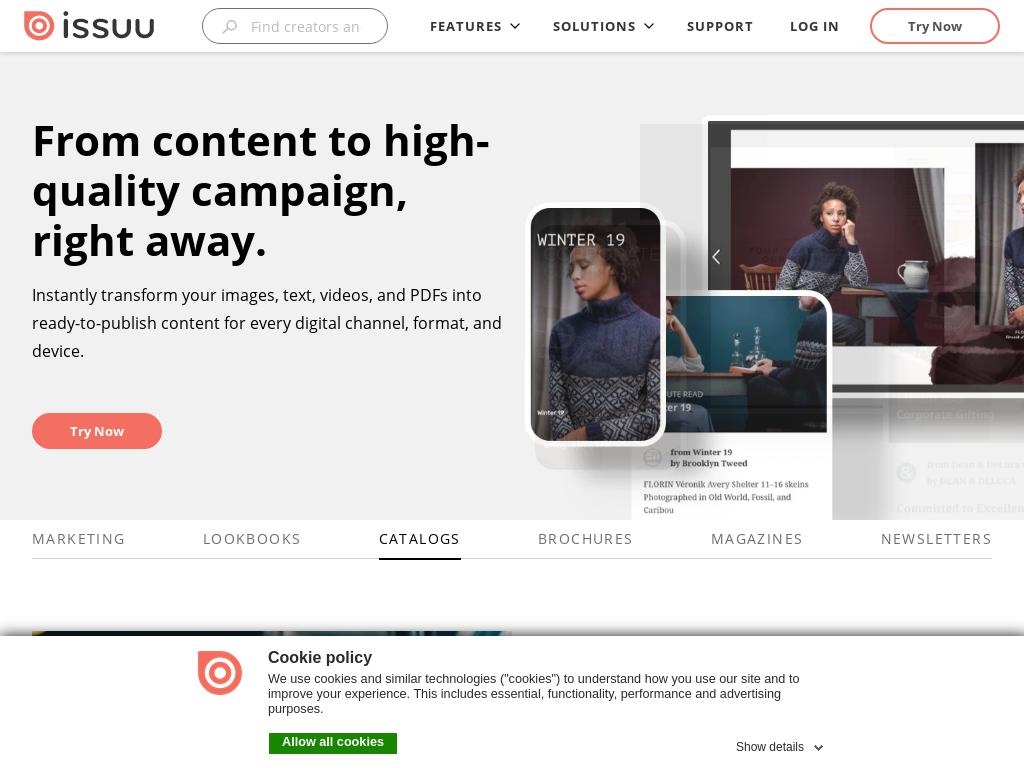 issuu
Find creators an
FEATURES
SOLUTIONS
SUPPORT
LOG IN
Try Now
From content to high-
quality campaign,
right away.
Instantly transform your images, text, videos, and PDFs into
ready-to-publish content for every digital channel, format, and
device.
Try Now
WINTER 19
Winter 19
UTE READ
er 19
from Winter 19
by Brooklyn Tweed
FLORIN Véronik Avery Shelter 11–16 skeins
Photographed in Old World, Fossil, and
Caribou
Corporate Gifting
from Dean & DeLuca
by DEAN & DELUCA
Committed to Excellen
MARKETING
LOOKBOOKS
CATALOGS
BROCHURES
MAGAZINES
NEWSLETTERS
Cookie policy
We use cookies and similar technologies ("cookies") to understand how you use our site and to
improve your experience. This includes essential, functionality, performance and advertising
purposes.
Allow all cookies
Show details